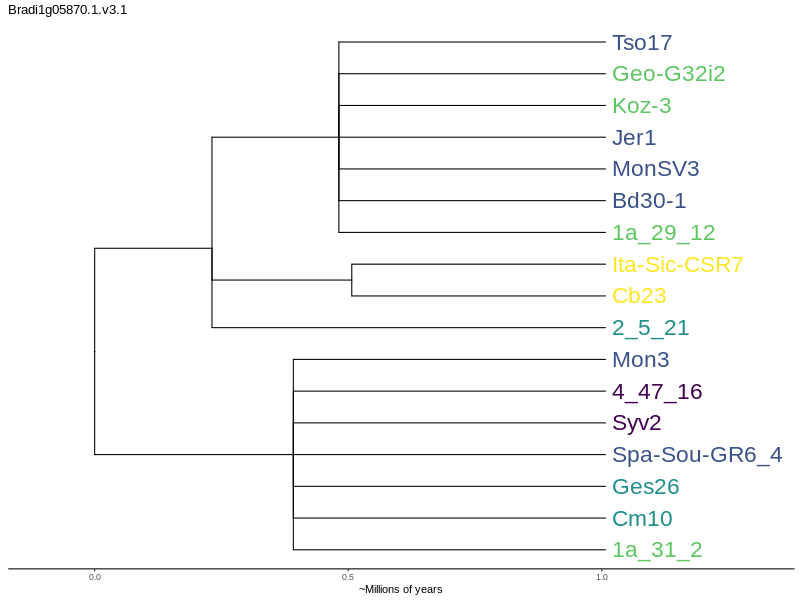 Bradi1g05870.1.v3.1
Tso17
Geo-G32i2
Koz-3
Jer1
MonSV3
Bd30-1
1a_29_12
Ita-Sic-CSR7
Cb23
2_5_21
Mon3
4_47_16
Syv2
Spa-Sou-GR6_4
Ges26
Cm10
1a_31_2
0.0 0.5 1.0
~Millions of years